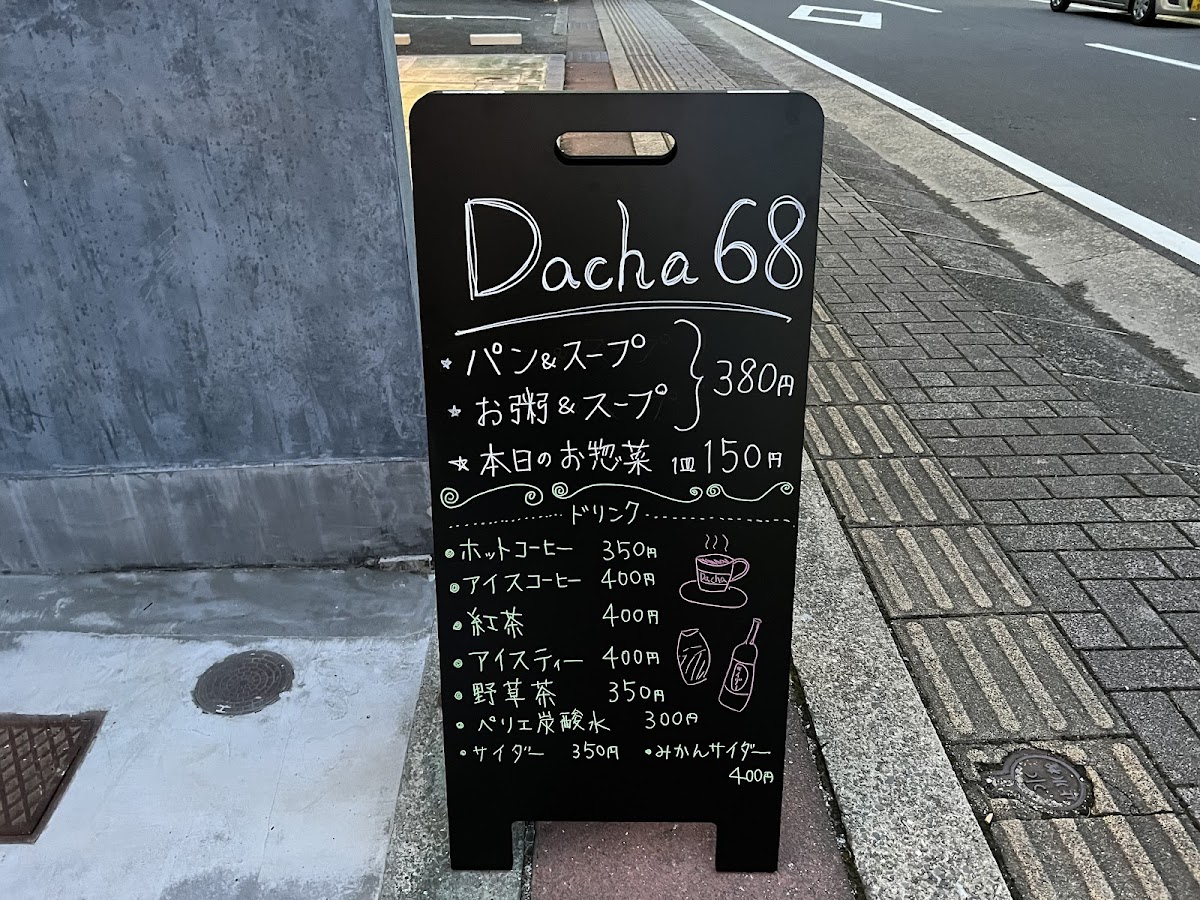 Dacha 68
★ パン&スープ
★ お粥&スープ
380円
★ 本日のお惣菜 1皿 150円
ドリンク
• ホットコーヒー 350円
• アイスコーヒー 400円
• 紅茶 400円
• アイスティー 400円
• 野草茶 350円
• ペリエ炭酸水 300円
• サイダー 350円 • みかんサイダー
400円
Dacha